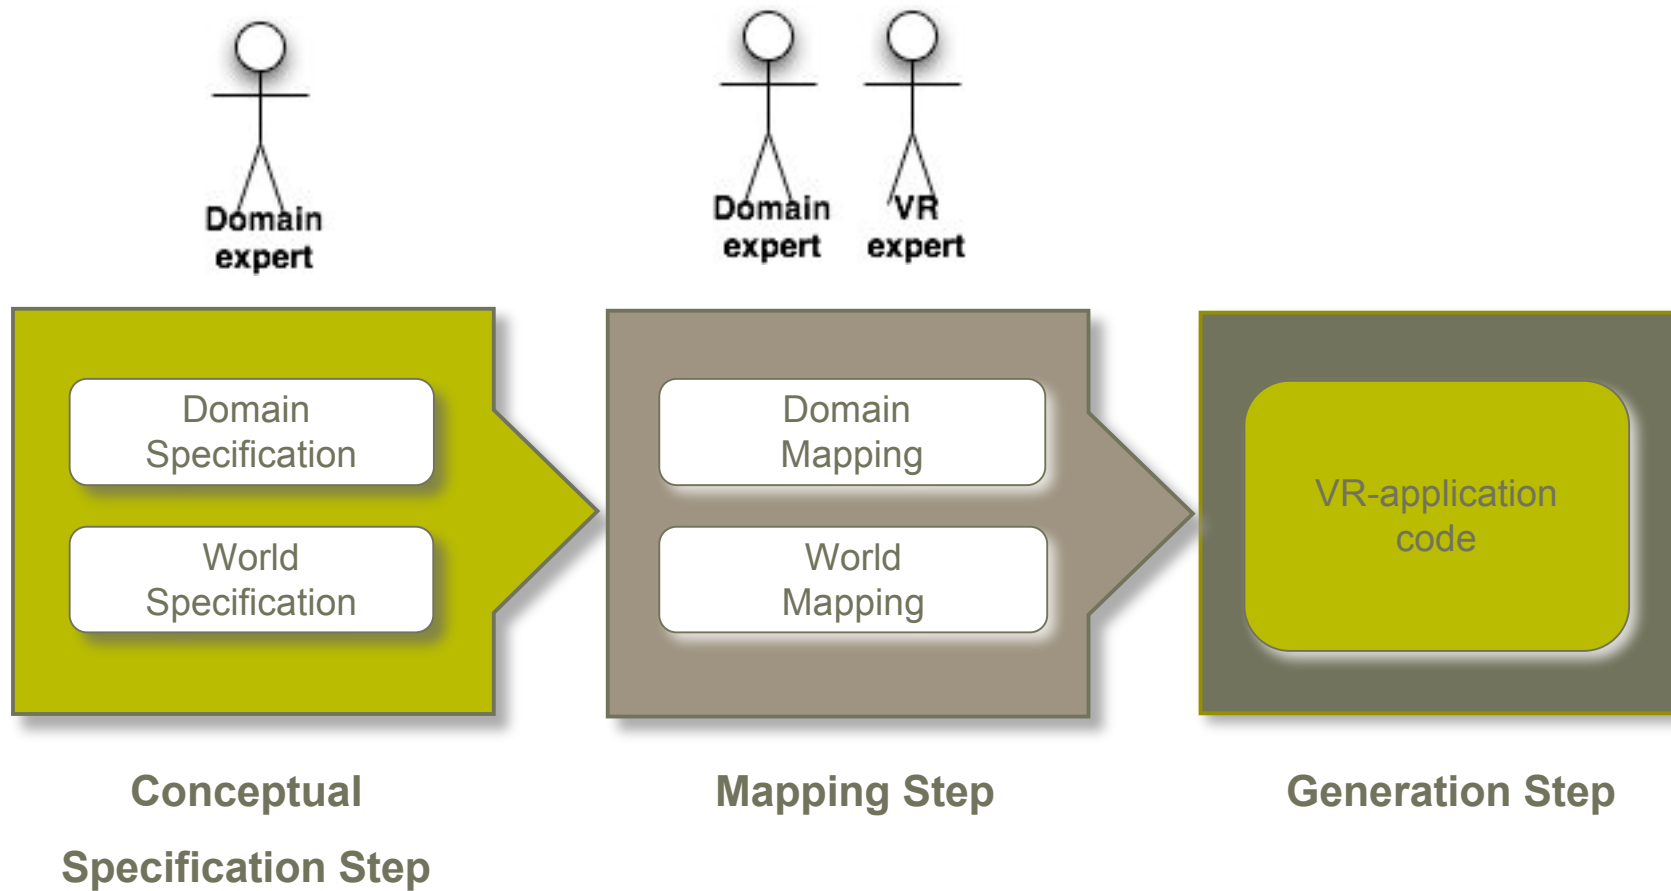 Domain
expert
Domain
expert
VR
expert
Domain
Specification
World
Specification
Domain
Mapping
World
Mapping
VR-application
code
Conceptual
Specification Step
Mapping Step
Generation Step